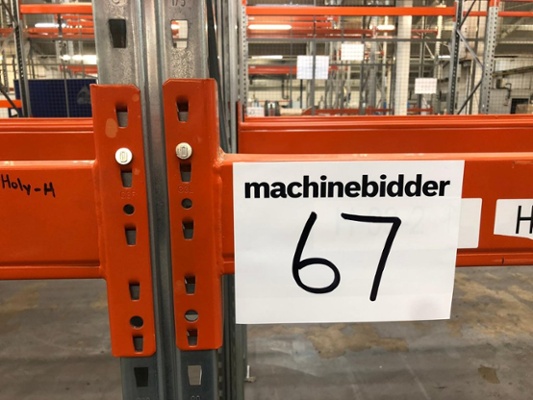 Holy-H
machinebidder
67
H